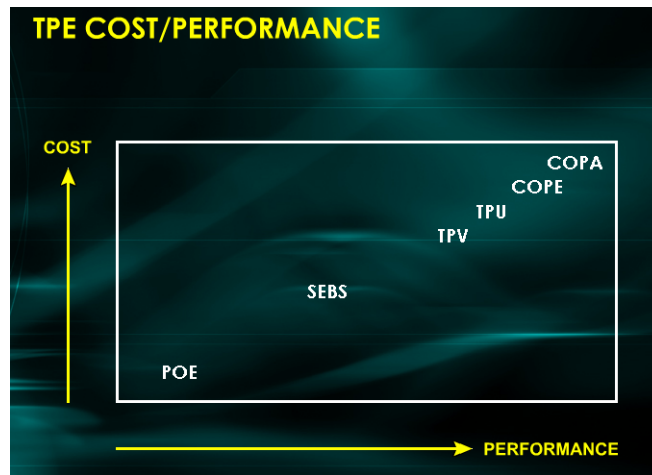 TPE COST/PERFORMANCE
COST
COPA
COPE
TPU
TPV
SEBS
POE
PERFORMANCE